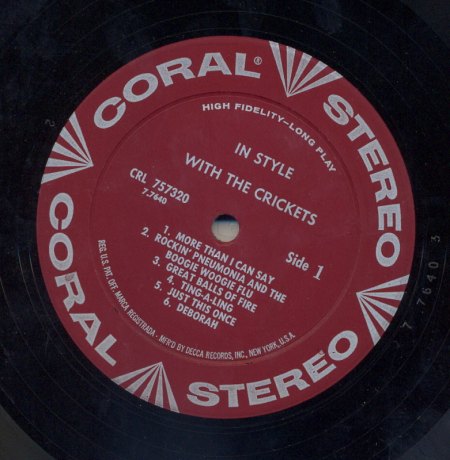 CORAL®
STEREO
CORAL
STEREO
HIGH FIDELITY—LONG PLAY
IN STYLE
WITH THE CRICKETS
CRL 757320
7,7640
Side 1
1. MORE THAN I CAN SAY
2. ROCKIN' PNEUMONIA AND THE
BOOGIE WOOGIE FLU
3. GREAT BALLS OF FIRE
4. TING-A-LING
5. JUST THIS ONCE
6. DEBORAH
REG. U.S. PAT. OFF. MARCA REGISTRADA - MF'R'D BY DECCA RECORDS, INC., NEW YORK, U.S.A.
7 7640 3